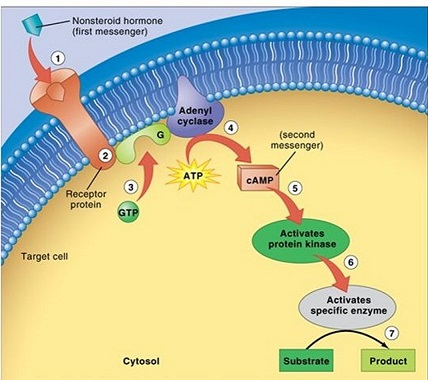 Nonsteroid hormone
(first messenger)
1
Adenyl
cyclase
G
2
4
(second
messenger)
3
ATP
cAMP
5
Receptor
protein
GTP
Activates
protein kinase
Target cell
6
Activates
specific enzyme
7
Cytosol
Substrate
Product